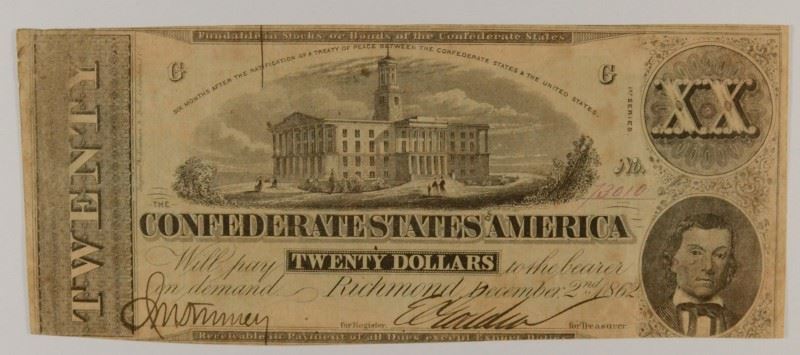 Fundable in Stocks or Bonds of the Confederate States
SIX MONTHS AFTER THE RATIFICATION OF A TREATY OF PEACE BETWEEN THE CONFEDERATE STATES & THE UNITED STATES
G G
1ST SERIES
XX
TWENTY
No.
THE
CONFEDERATE STATES AMERICA
Will pay TWENTY DOLLARS to the bearer
on demand Richmond December 2nd 1862
for Register. for Treasurer
Receivable in Payment of all Dues except Export Duties